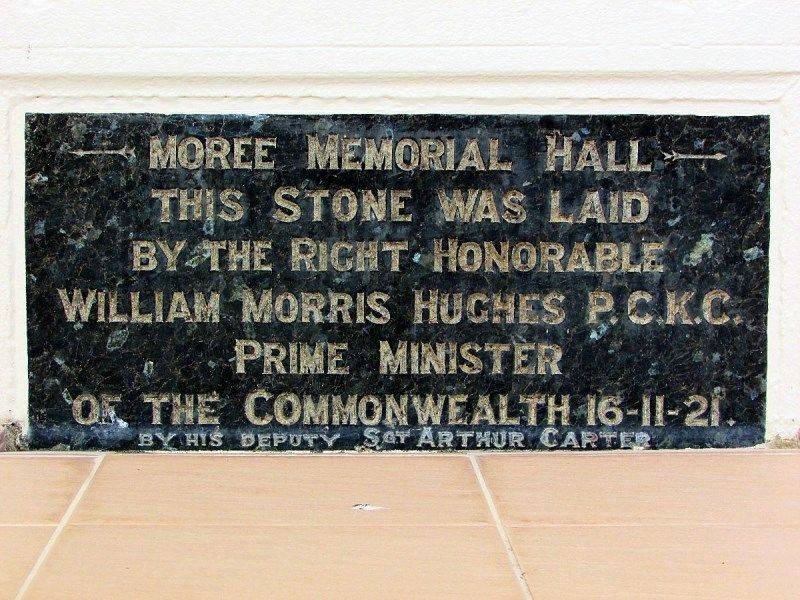 MOREE MEMORIAL HALL
THIS STONE WAS LAID
BY THE RIGHT HONORABLE
WILLIAM MORRIS HUGHES P.C.K.C.
PRIME MINISTER
OF THE COMMONWEALTH 16-11-21.
BY HIS DEPUTY SGT ARTHUR CARTER